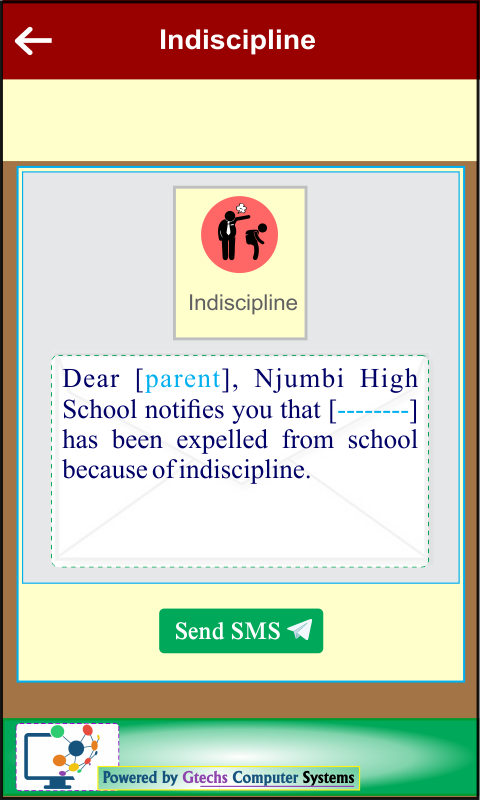 Indiscipline
Indiscipline
Dear [parent], Njumbi High
School notifies you that [--------]
has been expelled from school
because of indiscipline.
Send SMS
Powered by Gtechs Computer Systems